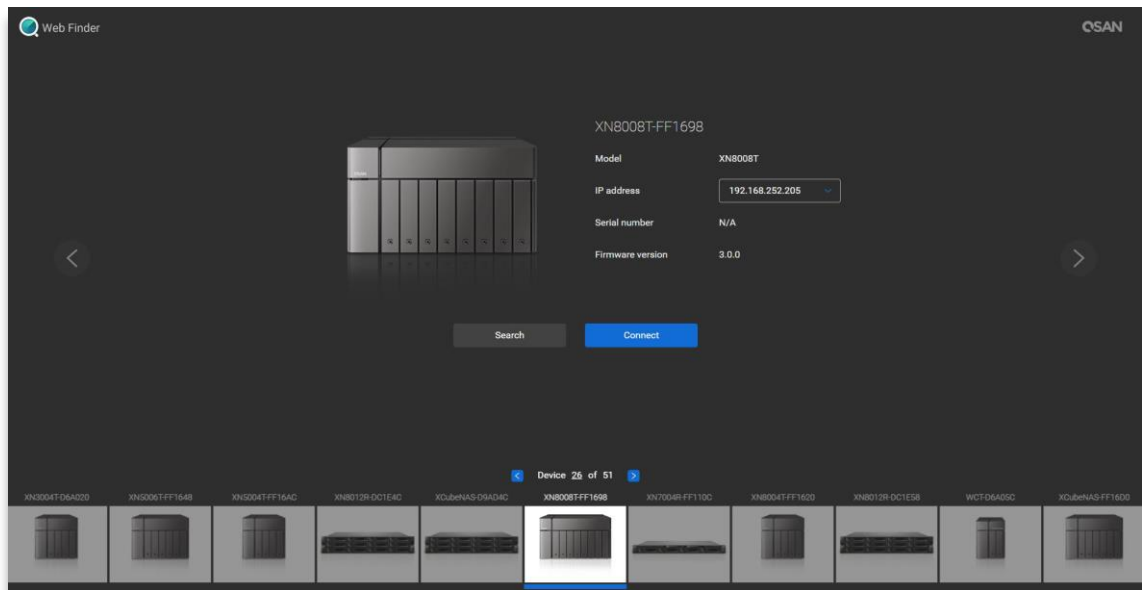 Web Finder
QSAN
XN8008T-FF1698
Model XN8008T
IP address 192.168.252.205
Serial number N/A
Firmware version 3.0.0
Search Connect
Device 26 of 51
XN3004T-D6A020 XN5006T-FF1648 XN5004T-FF16AC XN8012R-DC1E4C XCubeNAS-D9AD4C XN8008T-FF1698 XN7004R-FF110C XN8004T-FF1620 XN8012R-DC1E58 WCT-D6AD5C XCubeNAS-FF16D0